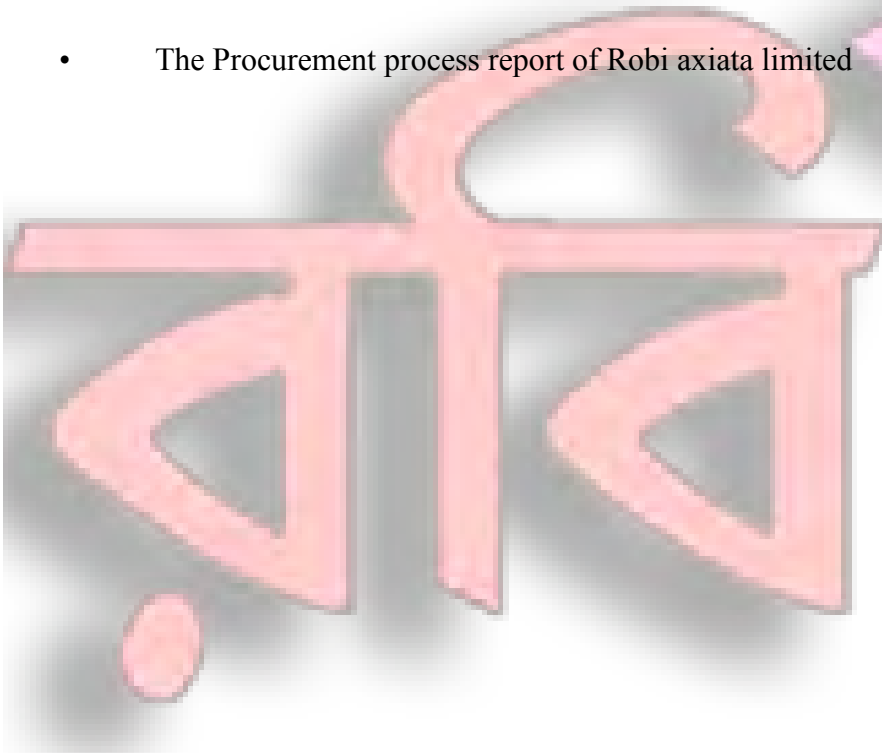 • The Procurement process report of Robi axiata limited
রবি